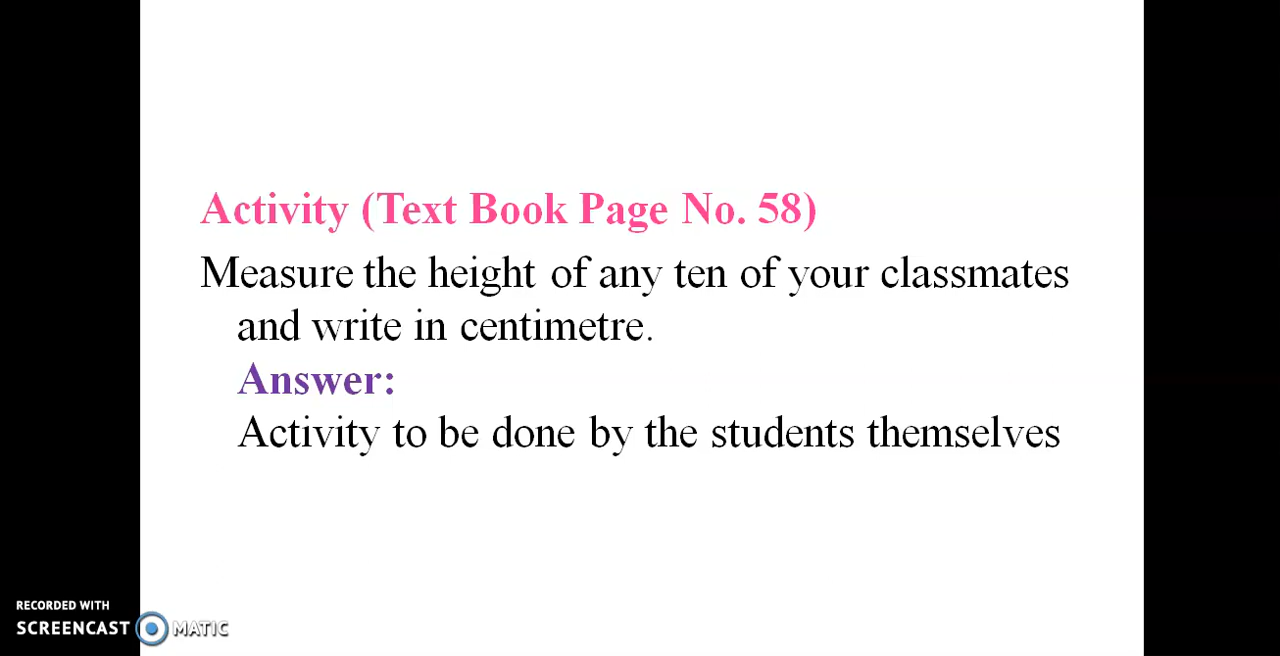 Activity (Text Book Page No. 58)
Measure the height of any ten of your classmates
and write in centimetre.
Answer:
Activity to be done by the students themselves
RECORDED WITH
SCREENCAST MATIC